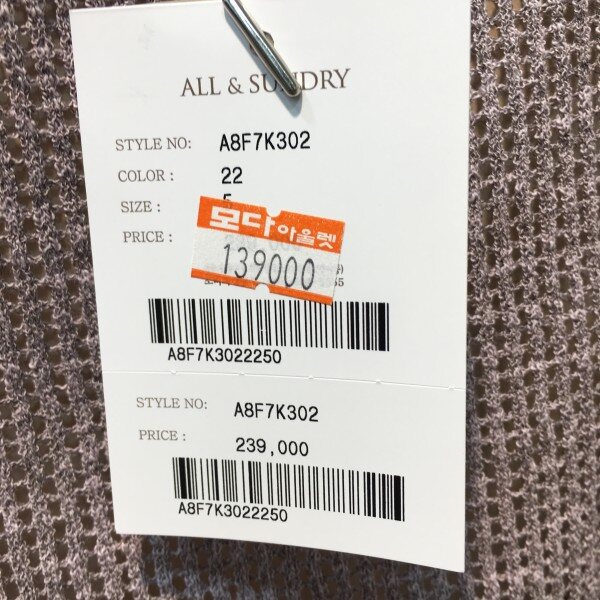 ALL & SUNDRY
STYLE NO: A8F7K302
COLOR : 22
SIZE :
PRICE :
모다아울렛
139000
A8F7K3022250
STYLE NO: A8F7K302
PRICE : 239,000
A8F7K3022250